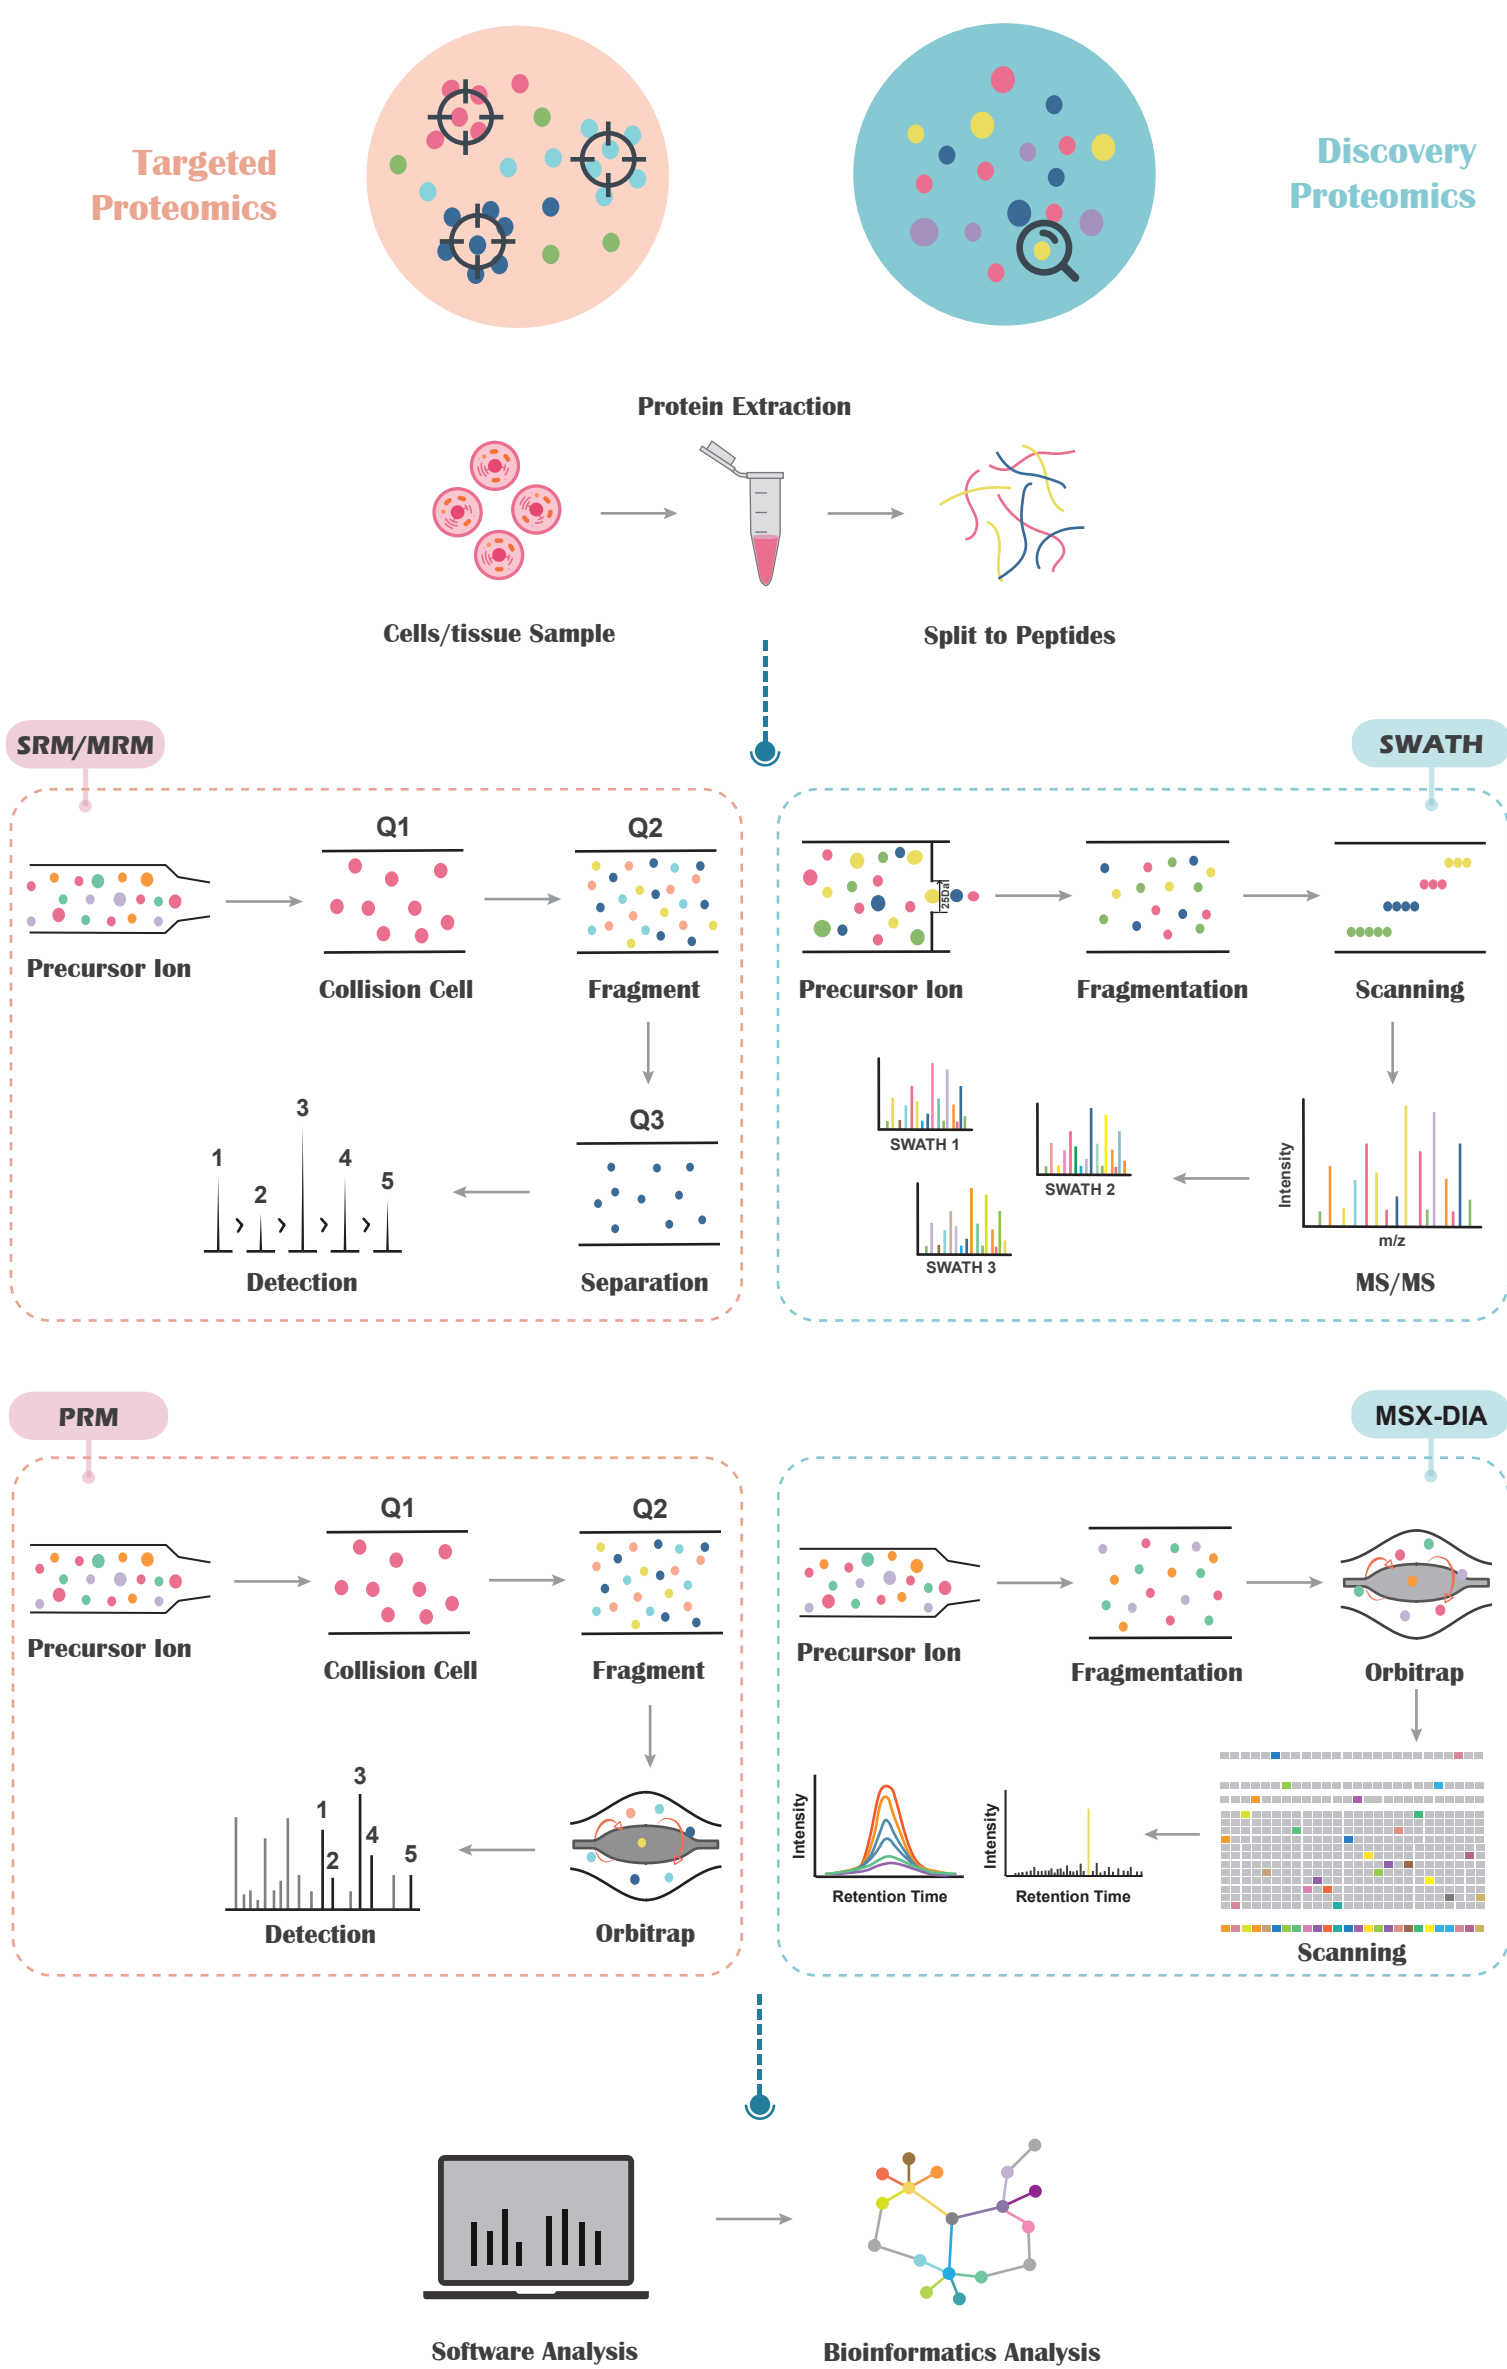 Targeted
Proteomics
Discovery
Proteomics
Protein Extraction
Cells/tissue Sample
Split to Peptides
SRM/MRM
Q1
Q2
Precursor Ion
Collision Cell
Fragment
Q3
1
2
3
4
5
> > > >
Detection
Separation
SWATH
25Da
Precursor Ion
Fragmentation
Scanning
SWATH 1
SWATH 2
SWATH 3
Intensity
m/z
MS/MS
PRM
Q1
Q2
Precursor Ion
Collision Cell
Fragment
1
2
3
4
5
Detection
Orbitrap
MSX-DIA
Precursor Ion
Fragmentation
Orbitrap
Intensity
Retention Time
Intensity
Retention Time
Scanning
Software Analysis
Bioinformatics Analysis